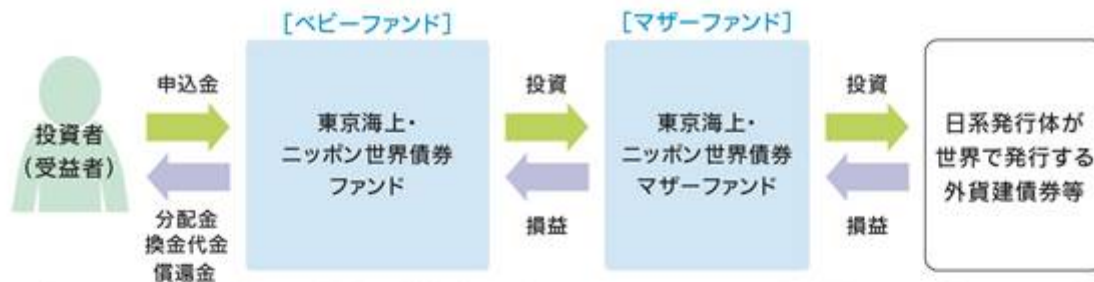 [ベビーファンド]
[マザーファンド]
投資者
(受益者)
申込金
分配金
換金代金
償還金
東京海上・
ニッポン世界債券
ファンド
投資
損益
東京海上・
ニッポン世界債券
マザーファンド
投資
損益
日系発行体が
世界で発行する
外貨建債券等